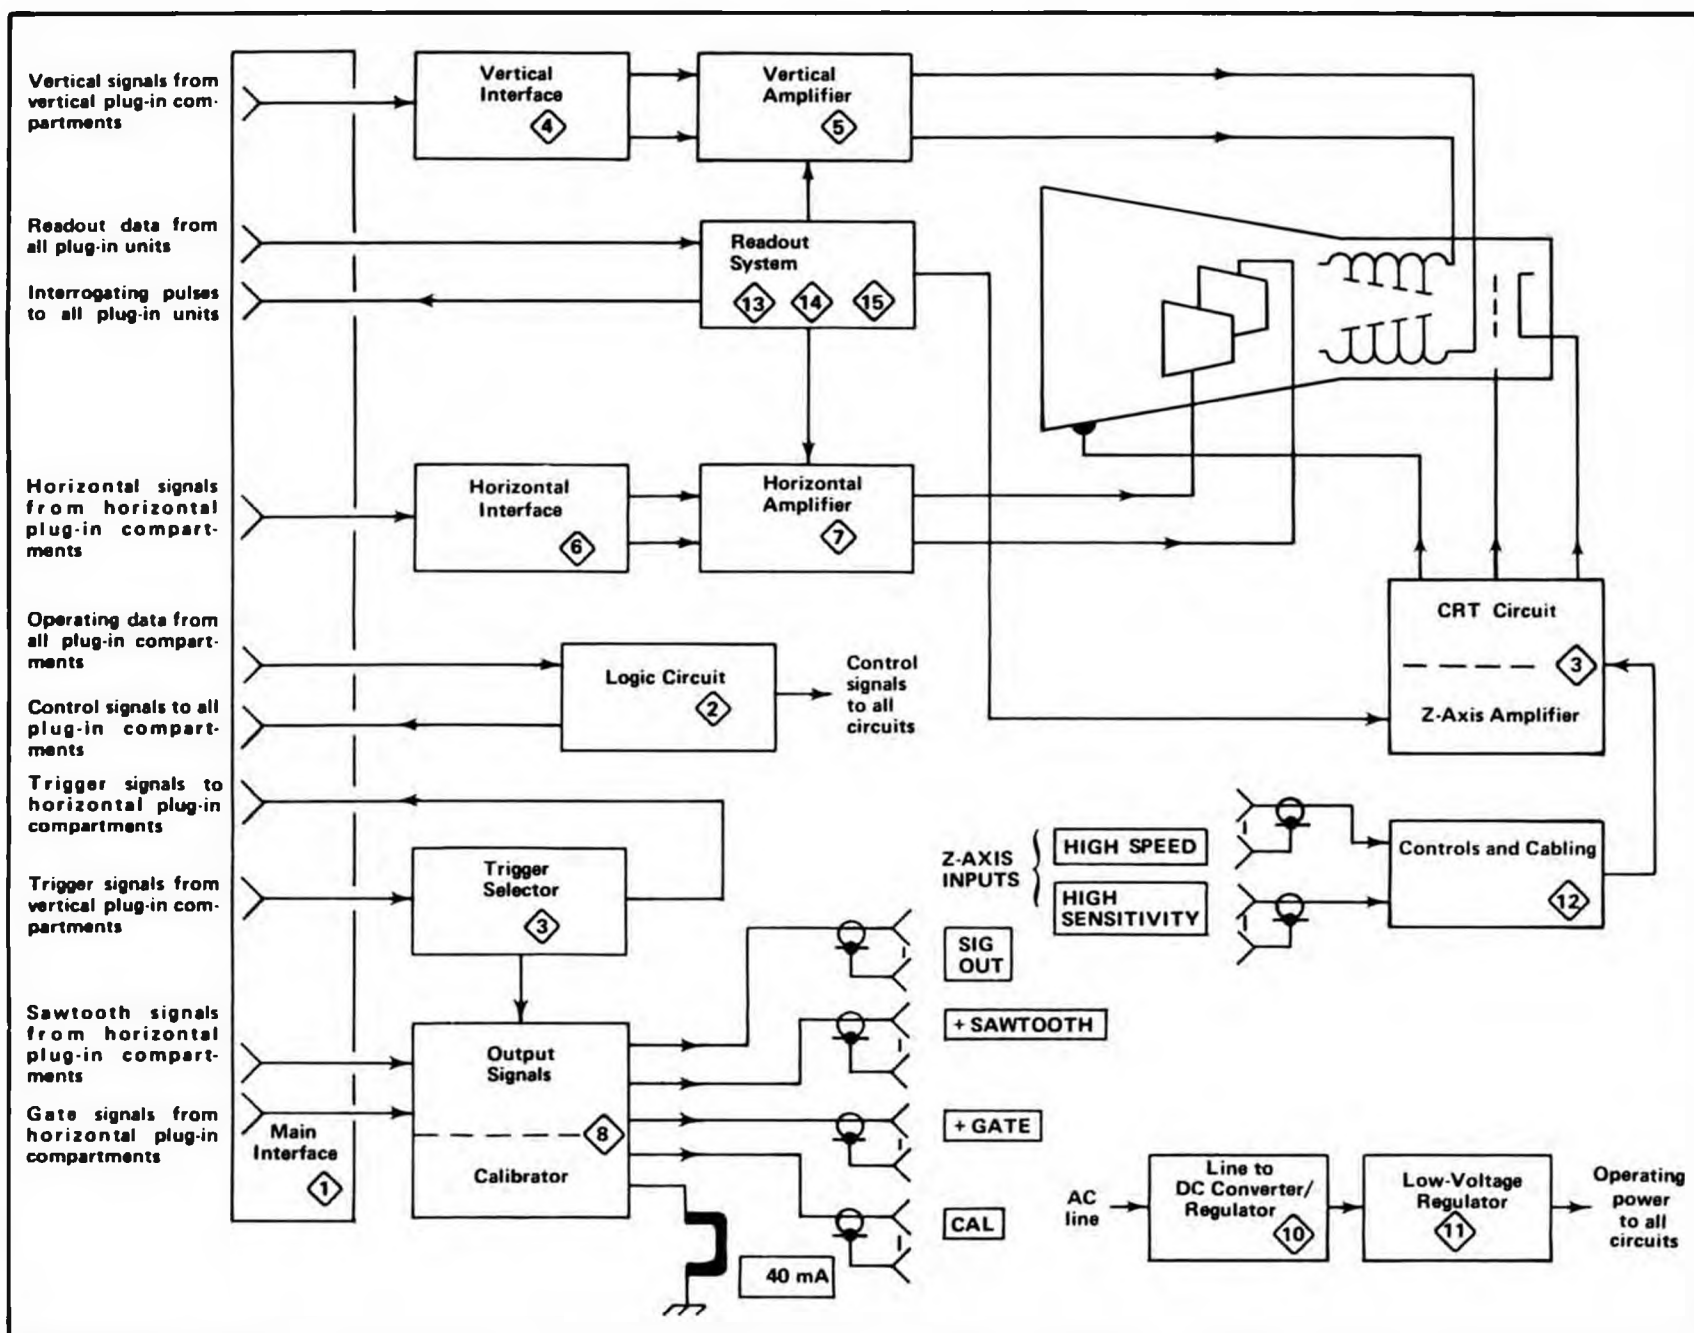 Vertical signals from
vertical plug-in com-
partments
Readout data from
all plug-in units
Interrogating pulses
to all plug-in units
Horizontal signals
from horizontal
plug-in compart-
ments
Operating data from
all plug-in compart-
ments
Control signals to all
plug-in compart-
ments
Trigger signals to
horizontal plug-in
compartments
Trigger signals from
vertical plug-in com-
partments
Sawtooth signals
from horizontal
plug-in compart-
ments
Gate signals from
horizontal plug-in
compartments
Main
Interface
1
Vertical
Interface
4
Vertical
Amplifier
5
Readout
System
13 14 15
Horizontal
Interface
6
Horizontal
Amplifier
7
Logic Circuit
2
Control
signals
to all
circuits
Trigger
Selector
3
Output
Signals
8
Calibrator
SIG
OUT
+ SAWTOOTH
+ GATE
CAL
40 mA
CRT Circuit
3
Z-Axis Amplifier
Z-AXIS
INPUTS
HIGH SPEED
HIGH
SENSITIVITY
Controls and Cabling
12
AC
line
Line to
DC Converter/
Regulator
10
Low-Voltage
Regulator
11
Operating
power
to all
circuits